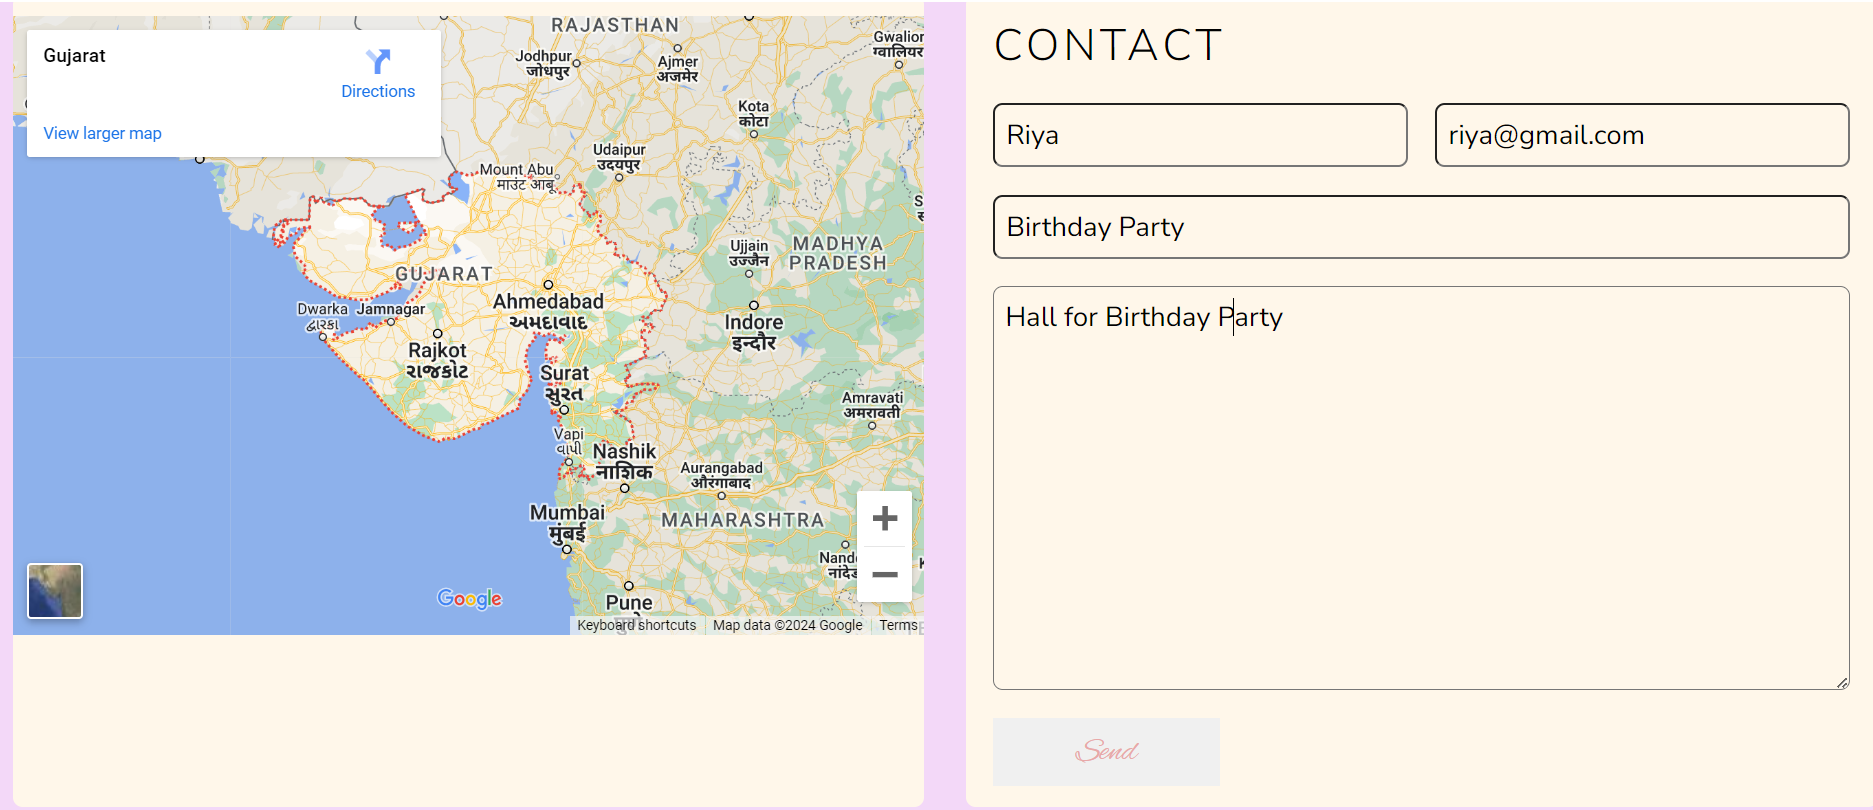 Gujarat
Directions
View larger map
RAJASTHAN
Jodhpur
जोधपुर
Ajmer
अजमेर
Gwalior
ग्वालियर
Kota
कोटा
Mount Abu
माउंट आबू
Udaipur
उदयपुर
Ujjain
उज्जैन
MADHYA
PRADESH
GUJARAT
Ahmedabad
અમદાવાદ
Dwarka
દ્વારકા
Jamnagar
Rajkot
રાજકોટ
Indore
इन्दौर
Surat
સુરત
Amravati
अमरावती
Vapi
વાપી
Nashik
नाशिक
Aurangabad
औरंगाबाद
Mumbai
मुंबई
MAHARASHTRA
Pune
Google
Keyboard shortcuts
Map data ©2024 Google
Terms
CONTACT
Riya
riya@gmail.com
Birthday Party
Hall for Birthday Party
Send